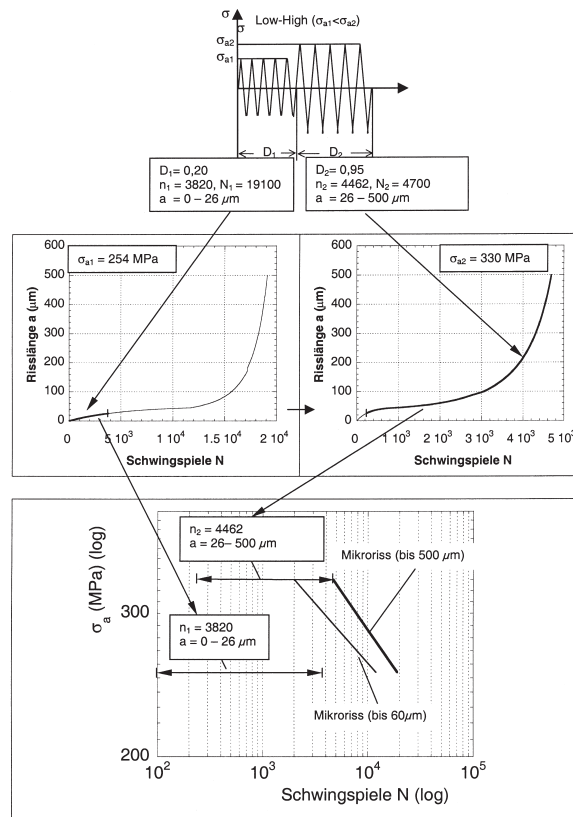 σ
σ
Low-High (σa1<σa2)
σa2
σa1
D1 D2
D1= 0,20
n1 = 3820, N1 = 19100
a = 0 – 26 µm
D2= 0,95
n2 = 4462, N2 = 4700
a = 26 – 500 µm
σa1 = 254 MPa
Risslänge a (µm)
600
500
400
300
200
100
0
0 5 10³ 1 10⁴ 15 10⁴ 2 10⁴
Schwingspiele N
σa2 = 330 MPa
Risslänge a (µm)
600
500
400
300
200
100
0
0 1 10³ 2 10³ 3 10³ 4 10³ 5 10³
Schwingspiele N
n2 = 4462
a = 26– 500 µm
n1 = 3820
a = 0 – 26 µm
Mikroriss (bis 500 µm)
Mikroriss (bis 60µm)
σa (MPa) (log)
300
200
10² 10³ 10⁴ 10⁵
Schwingspiele N (log)